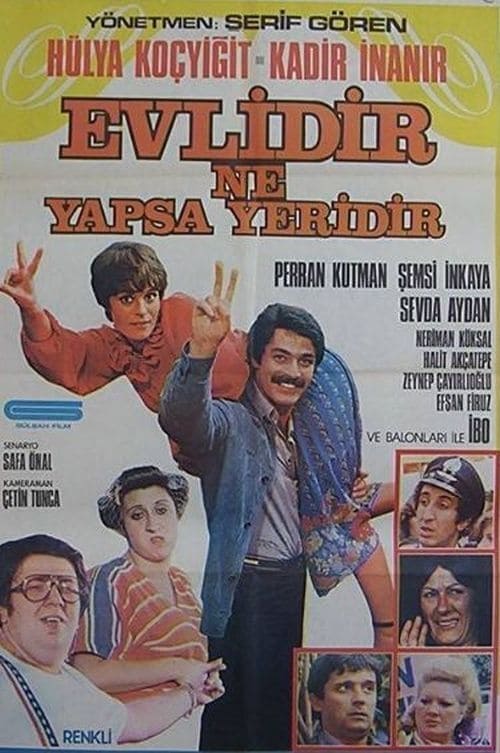 YÖNETMEN: ŞERİF GÖREN
HÜLYA KOÇYİĞİT - KADİR İNANIR
EVLİDİR
NE
YAPSA YERİDİR
PERRAN KUTMAN ŞEMSİ İNKAYA
SEVDA AYDAN
NERİMAN KÖKSAL
HALİT AKÇATEPE
ZEYNEP ÇAYIRLIOĞLU
EFSAN FİRUZ
VE BALONLARI İLE İBO
GÜLŞAH FİLM
SENARYO
SAFA ÖNAL
KAMERAMAN
ÇETİN TUNCA
RENKLİ